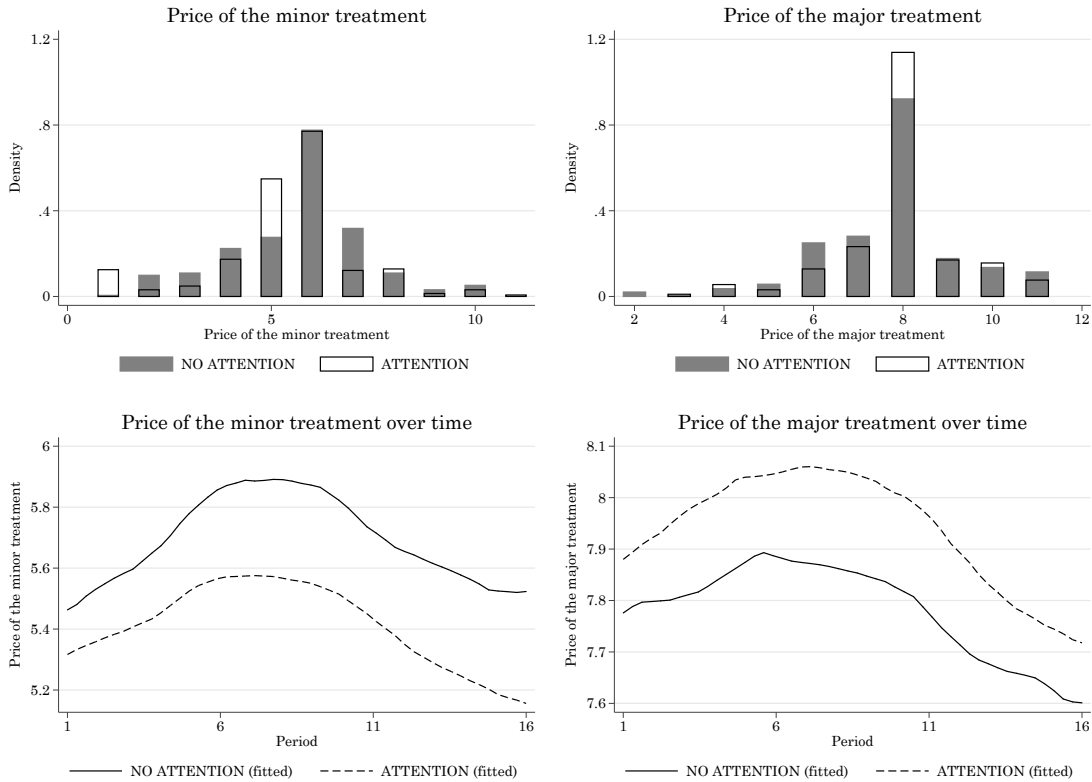 Price of the minor treatment
1.2
.8
.4
0
Density
0 5 10
Price of the minor treatment
NO ATTENTION ATTENTION
Price of the major treatment
1.2
.8
.4
0
Density
2 4 6 8 10 12
Price of the major treatment
NO ATTENTION ATTENTION
Price of the minor treatment over time
6
5.8
5.6
5.4
5.2
Price of the minor treatment
1 6 11 16
Period
NO ATTENTION (fitted) ATTENTION (fitted)
Price of the major treatment over time
8.1
8
7.9
7.8
7.7
7.6
Price of the major treatment
1 6 11 16
Period
NO ATTENTION (fitted) ATTENTION (fitted)